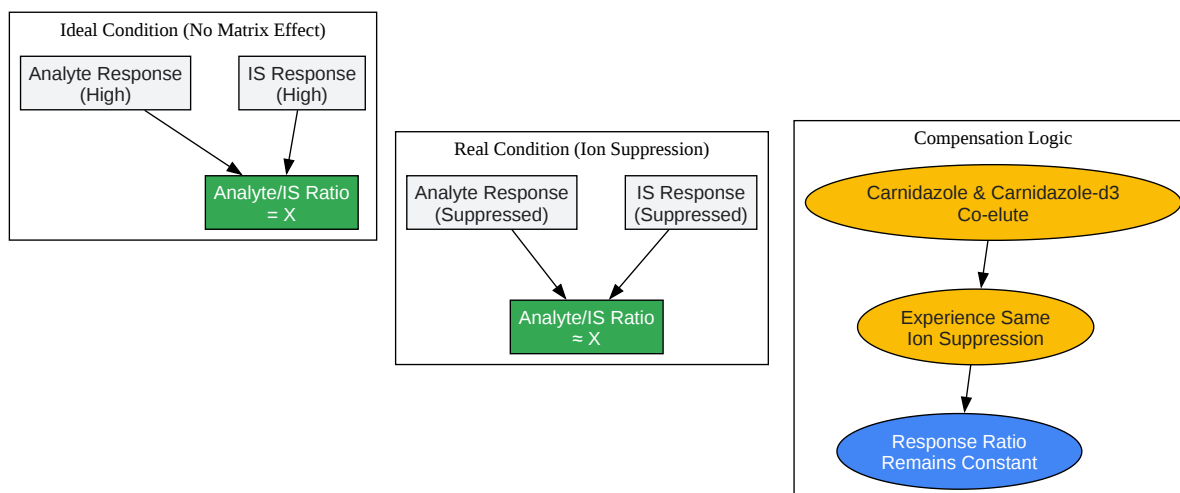 Ideal Condition (No Matrix Effect)
Analyte Response
(High)
IS Response
(High)
Analyte/IS Ratio
= X
Real Condition (Ion Suppression)
Analyte Response
(Suppressed)
IS Response
(Suppressed)
Analyte/IS Ratio
≈ X
Compensation Logic
Carnidazole & Carnidazole-d3
Co-elute
Experience Same
Ion Suppression
Response Ratio
Remains Constant